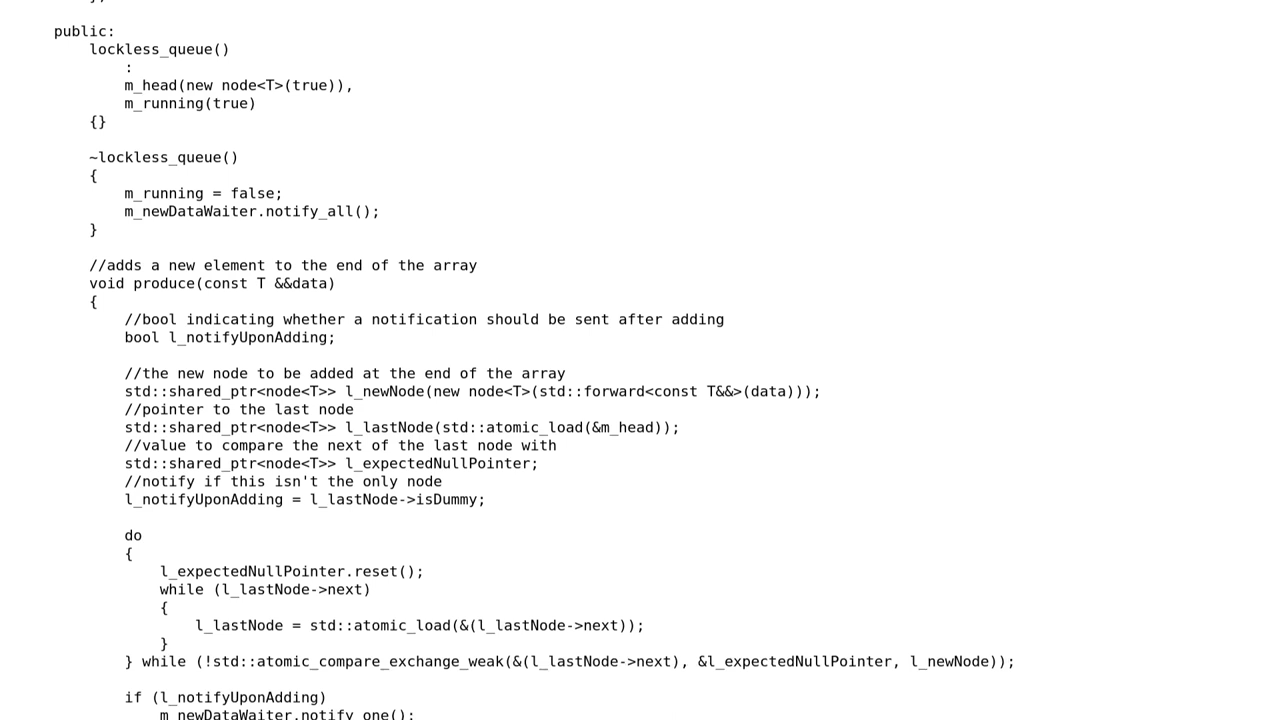 };
public:
    lockless_queue()
        :
        m_head(new node<T>(true)),
        m_running(true)
    {}
    ~lockless_queue()
    {
        m_running = false;
        m_newDataWaiter.notify_all();
    }
    //adds a new element to the end of the array
    void produce(const T &&data)
    {
        //bool indicating whether a notification should be sent after adding
        bool l_notifyUponAdding;
        //the new node to be added at the end of the array
        std::shared_ptr<node<T>> l_newNode(new node<T>(std::forward<const T&&>(data)));
        //pointer to the last node
        std::shared_ptr<node<T>> l_lastNode(std::atomic_load(&m_head));
        //value to compare the next of the last node with
        std::shared_ptr<node<T>> l_expectedNullPointer;
        //notify if this isn't the only node
        l_notifyUponAdding = l_lastNode->isDummy;
        do
        {
            l_expectedNullPointer.reset();
            while (l_lastNode->next)
            {
                l_lastNode = std::atomic_load(&(l_lastNode->next));
            }
        } while (!std::atomic_compare_exchange_weak(&(l_lastNode->next), &l_expectedNullPointer, l_newNode));
        if (l_notifyUponAdding)
            m_newDataWaiter.notify_one();